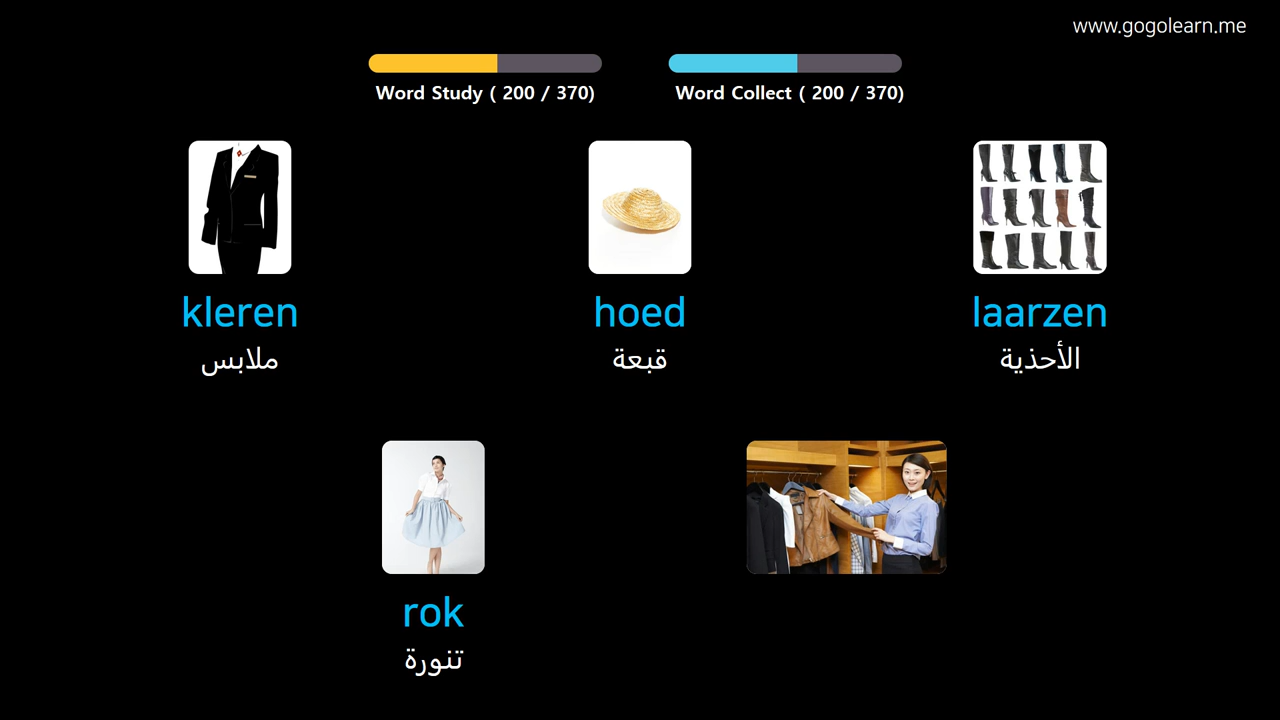 www.gogolearn.me
Word Study ( 200 / 370)
Word Collect ( 200 / 370)
kleren
ملابس
hoed
قبعة
laarzen
الأحذية
rok
تنورة